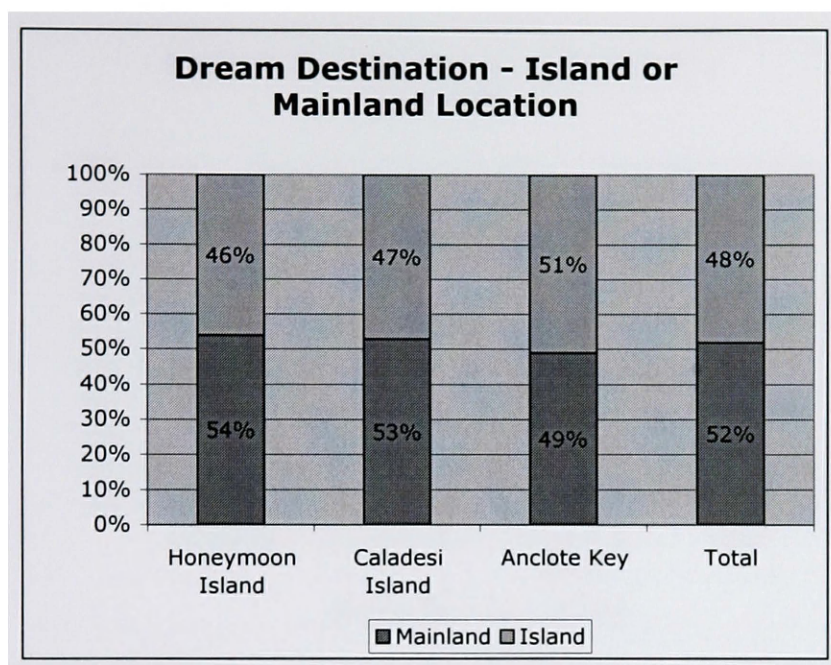 Dream Destination - Island or
Mainland Location
100%
90%
80%
70%
60%
50%
40%
30%
20%
10%
0%
46%
47%
51%
48%
54%
53%
49%
52%
Honeymoon
Island
Caladesi
Island
Anclote Key
Total
Mainland
Island